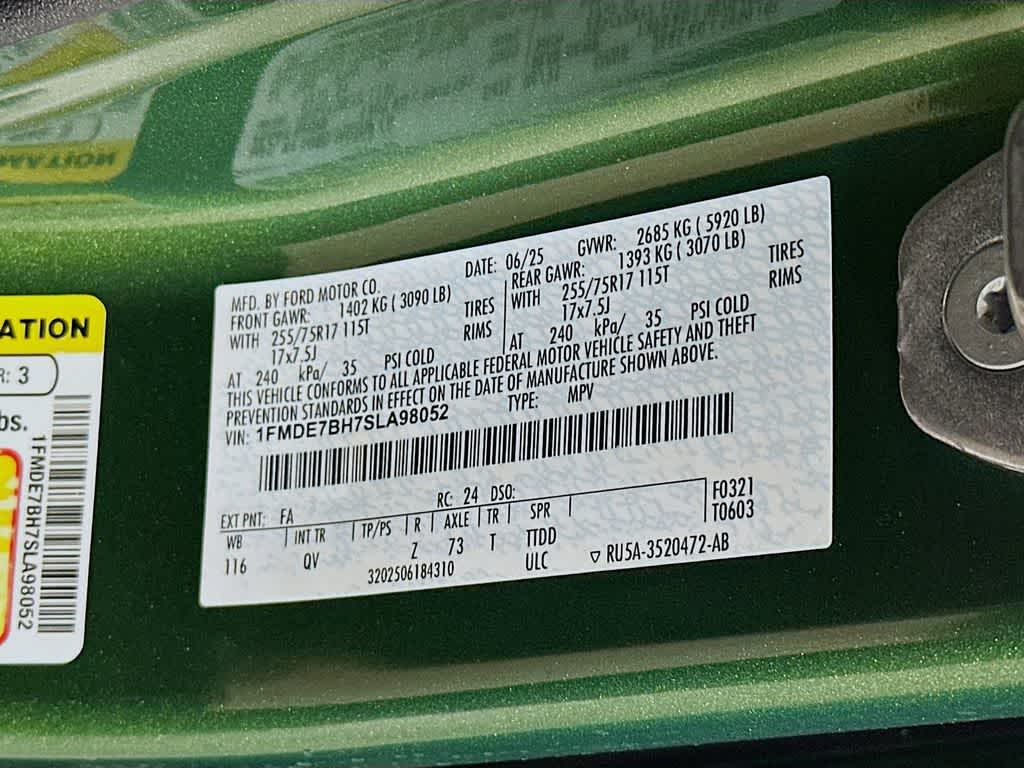 MFD. BY FORD MOTOR CO. DATE: 06/25 GVWR: 2685 KG ( 5920 LB)
FRONT GAWR: 1402 KG ( 3090 LB) REAR GAWR: 1393 KG ( 3070 LB)
WITH 255/75R17 115T TIRES WITH 255/75R17 115T TIRES
17x7.5J RIMS 17x7.5J RIMS
AT 240 kPa/ 35 PSI COLD AT 240 kPa/ 35 PSI COLD
THIS VEHICLE CONFORMS TO ALL APPLICABLE FEDERAL MOTOR VEHICLE SAFETY AND THEFT
PREVENTION STANDARDS IN EFFECT ON THE DATE OF MANUFACTURE SHOWN ABOVE.
VIN: 1FMDE7BH7SLA98052 TYPE: MPV
EXT PNT: FA RC: 24 DSO:
WB INT TR TP/PS R AXLE TR SPR F0321
116 QV Z 73 T TTDD T0603
3202506184310 ULC RU5A-3520472-AB
ATION
R: 3
bs.
1FMDE7BH7SLA98052